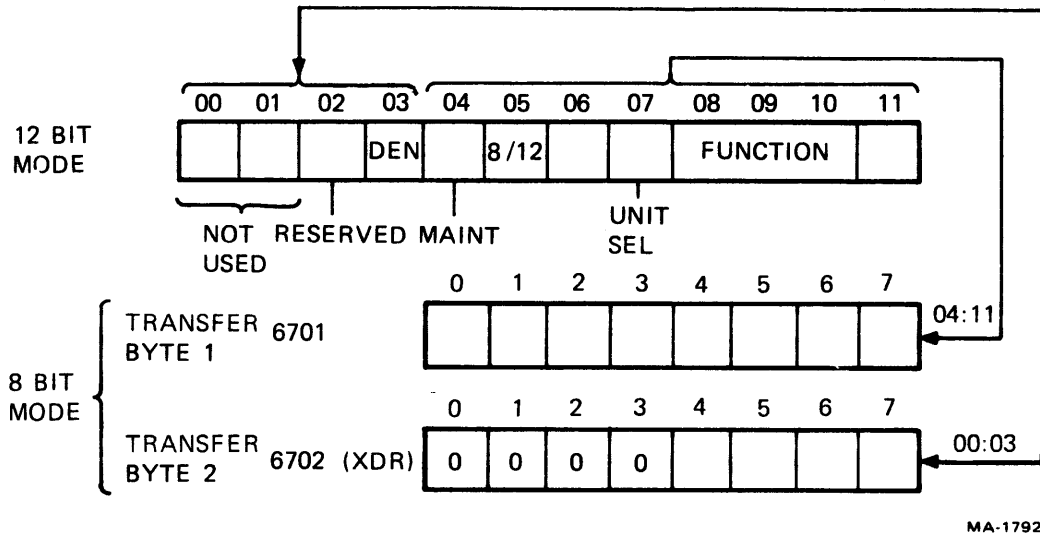 00 01 02 03 04 05 06 07 08 09 10 11
12 BIT
MODE
DEN 8/12 FUNCTION
NOT RESERVED MAINT
USED
UNIT
SEL
0 1 2 3 4 5 6 7
TRANSFER 6701
BYTE 1
04:11
8 BIT
MODE
0 1 2 3 4 5 6 7
TRANSFER
BYTE 2
6702 (XDR) 0 0 0 0
00:03
MA-1792